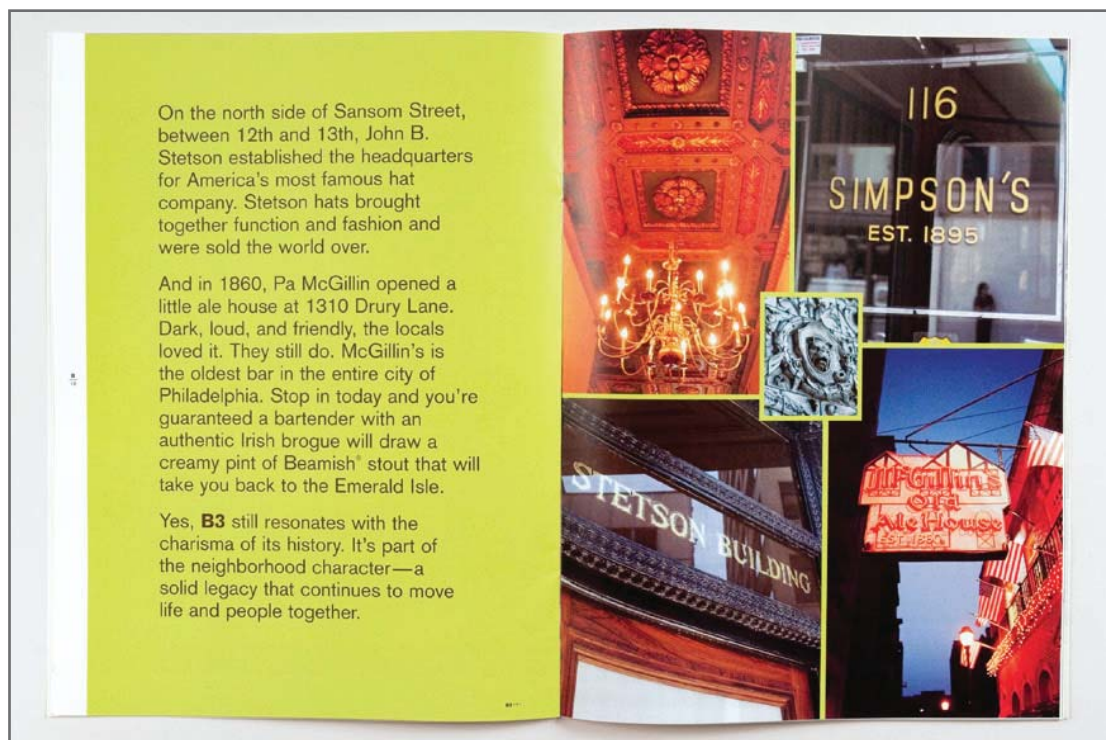 On the north side of Sansom Street,
between 12th and 13th, John B.
Stetson established the headquarters
for America's most famous hat
company. Stetson hats brought
together function and fashion and
were sold the world over.
And in 1860, Pa McGillin opened a
little ale house at 1310 Drury Lane.
Dark, loud, and friendly, the locals
loved it. They still do. McGillin's is
the oldest bar in the entire city of
Philadelphia. Stop in today and you're
guaranteed a bartender with an
authentic Irish brogue will draw a
creamy pint of Beamish® stout that will
take you back to the Emerald Isle.
Yes, B3 still resonates with the
charisma of its history. It's part of
the neighborhood character—a
solid legacy that continues to move
life and people together.
116
SIMPSON'S
EST. 1895
STETSON BUILDING
McGillin's
Old
Ale House
EST. 1860